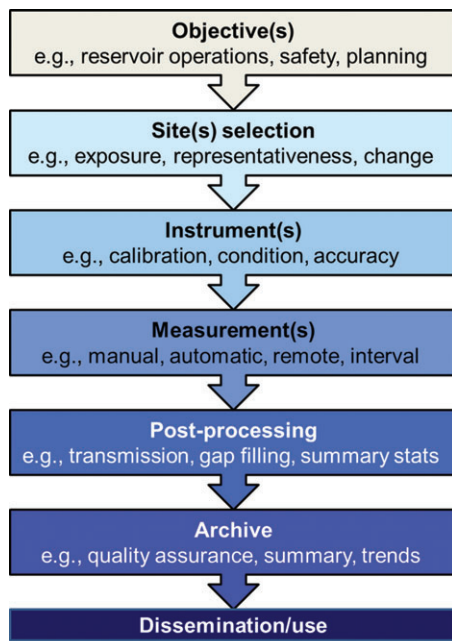 Objective(s)
e.g., reservoir operations, safety, planning
Site(s) selection
e.g., exposure, representativeness, change
Instrument(s)
e.g., calibration, condition, accuracy
Measurement(s)
e.g., manual, automatic, remote, interval
Post-processing
e.g., transmission, gap filling, summary stats
Archive
e.g., quality assurance, summary, trends
Dissemination/use